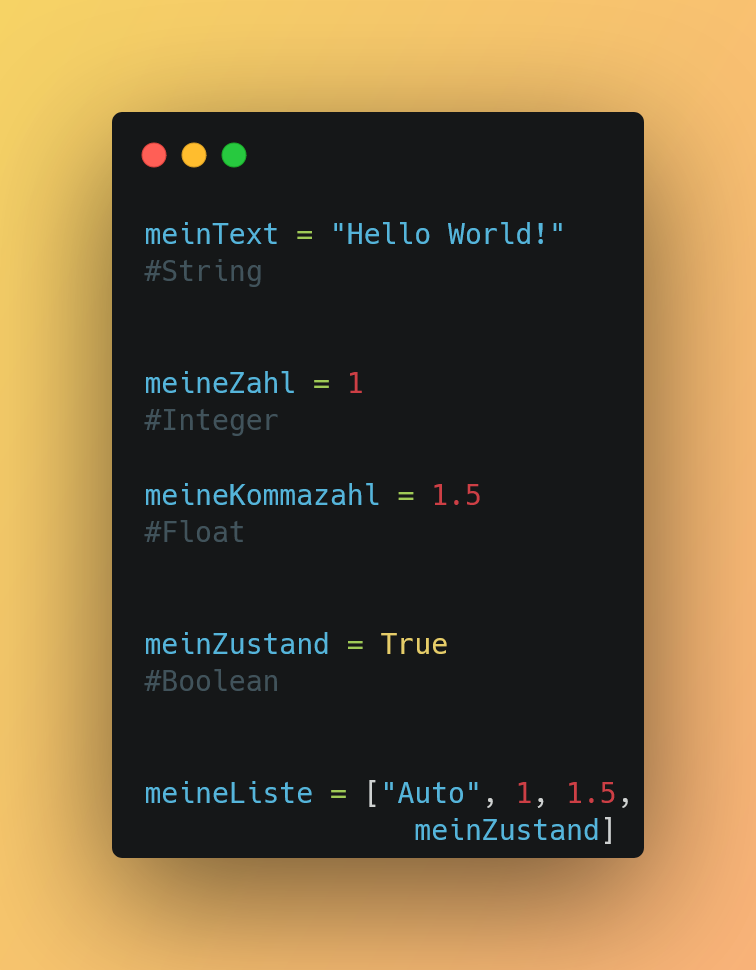 meinText = "Hello World!"
#String
meineZahl = 1
#Integer
meineKommazahl = 1.5
#Float
meinZustand = True
#Boolean
meineListe = ["Auto", 1, 1.5,
meinZustand]